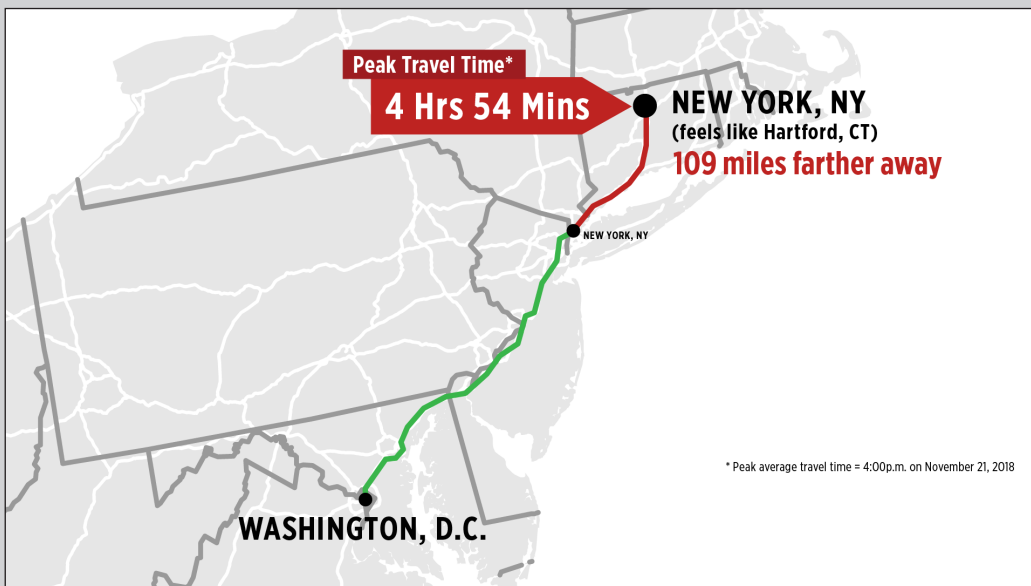 Peak Travel Time*
4 Hrs 54 Mins
NEW YORK, NY
(feels like Hartford, CT)
109 miles farther away
NEW YORK, NY
* Peak average travel time = 4:00p.m. on November 21, 2018
WASHINGTON, D.C.